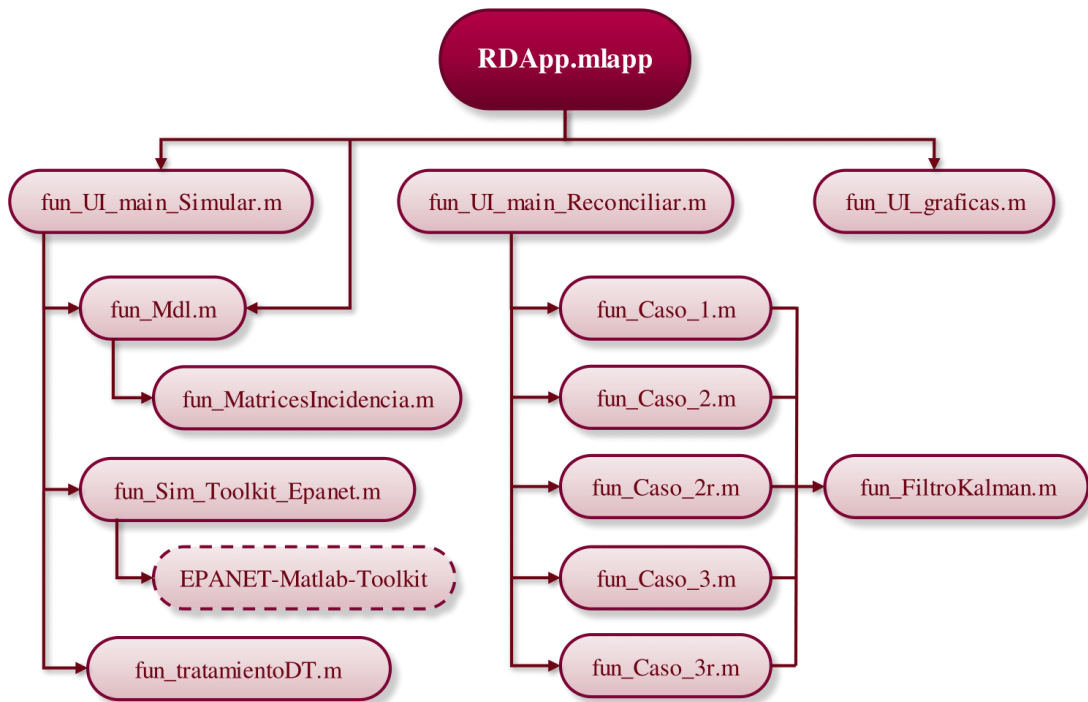 RDApp.mlapp
fun_UI_main_Simular.m
fun_UI_main_Reconciliar.m
fun_UI_graficas.m
fun_Mdl.m
fun_MatricesIncidencia.m
fun_Sim_Toolkit_Epanet.m
EPANET-Matlab-Toolkit
fun_tratamientoDT.m
fun_Caso_1.m
fun_Caso_2.m
fun_Caso_2r.m
fun_Caso_3.m
fun_Caso_3r.m
fun_FiltroKalman.m